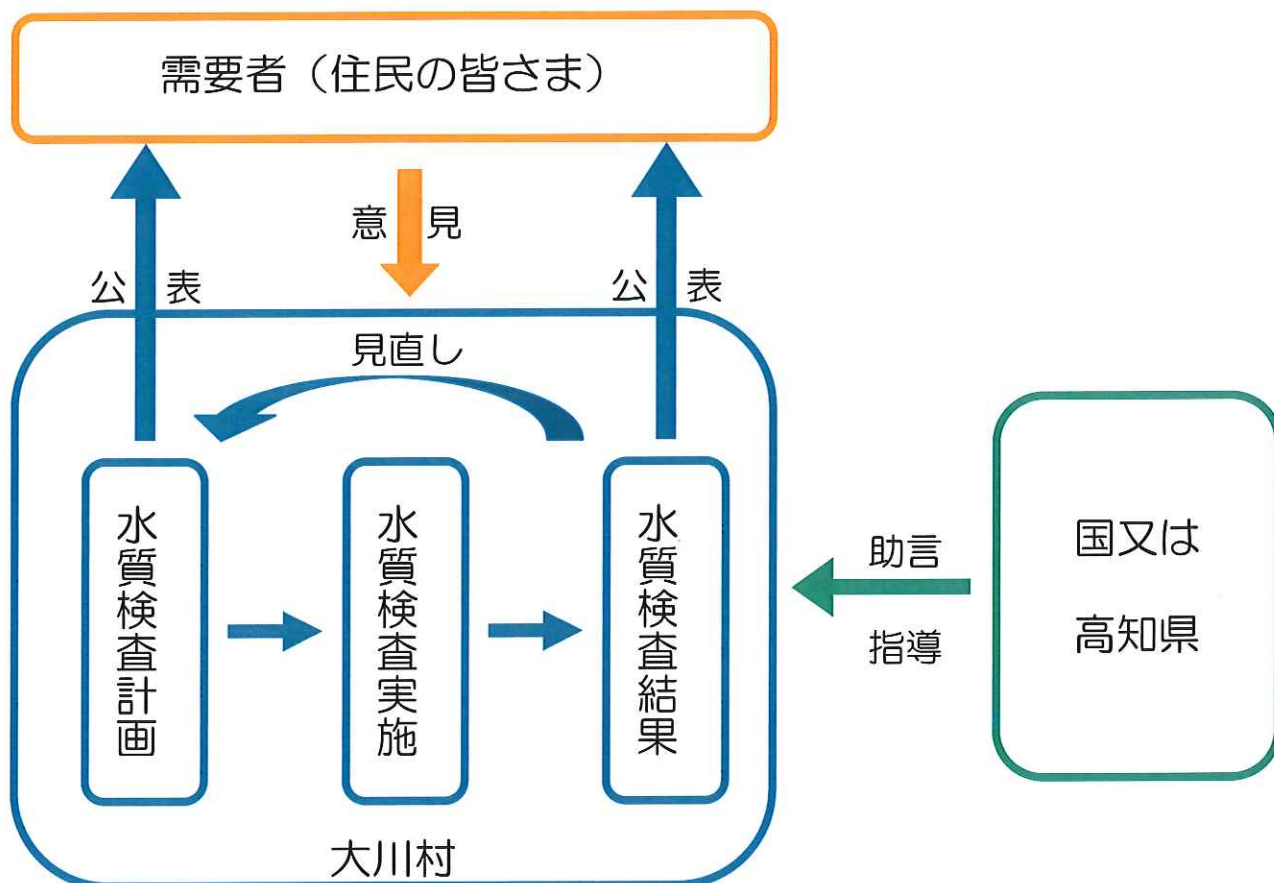 需要者（住民の皆さま）
意見
公表
公表
見直し
水質検査計画
水質検査実施
水質検査結果
大川村
助言
指導
国又は
高知県